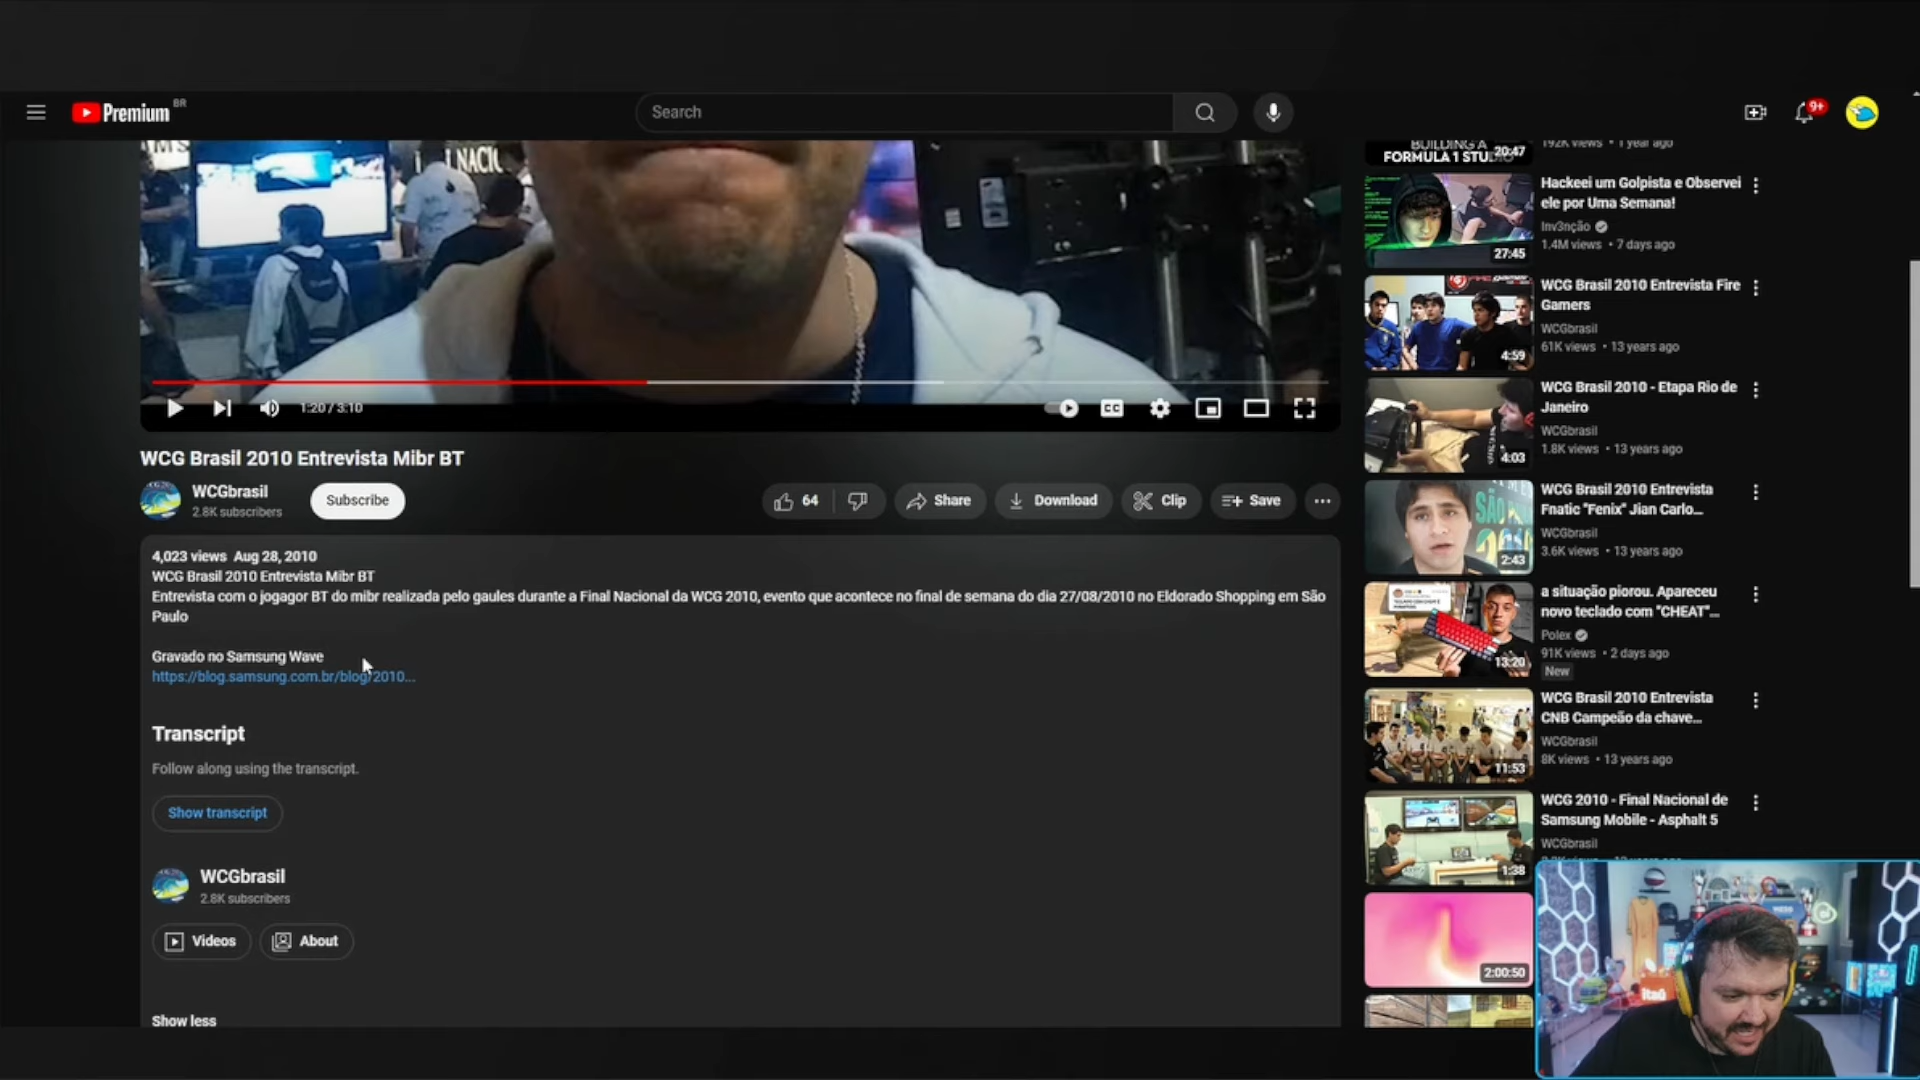 Premium BR
Search
9+
NACIC
1:20 / 3:10
CC
WCG Brasil 2010 Entrevista Mibr BT
WCGbrasil
2.8K subscribers
Subscribe
64
Share
Download
Clip
Save
4,023 views Aug 28, 2010
WCG Brasil 2010 Entrevista Mibr BT
Entrevista com o jogagor BT do mibr realizada pelo gaules durante a Final Nacional da WCG 2010, evento que acontece no final de semana do dia 27/08/2010 no Eldorado Shopping em São
Paulo
Gravado no Samsung Wave
https://blog.samsung.com.br/blog/2010...
Transcript
Follow along using the transcript.
Show transcript
WCGbrasil
2.8K subscribers
Videos
About
Show less
BUILDING A
FORMULA 1 STUDIO
20:47
192K views • 1 year ago
Hackeei um Golpista e Observei
ele por Uma Semana!
Inv3nção
1.4M views • 7 days ago
27:45
WCG Brasil 2010 Entrevista Fire
Gamers
WCGbrasil
61K views • 13 years ago
4:59
WCG Brasil 2010 - Etapa Rio de
Janeiro
WCGbrasil
1.8K views • 13 years ago
4:03
WCG Brasil 2010 Entrevista
Fnatic "Fenix" Jian Carlo...
WCGbrasil
3.6K views • 13 years ago
2:43
a situação piorou. Apareceu
novo teclado com "CHEAT"...
Polex
91K views • 2 days ago
New
13:20
WCG Brasil 2010 Entrevista
CNB Campeão da chave...
WCGbrasil
8K views • 13 years ago
11:53
WCG 2010 - Final Nacional de
Samsung Mobile - Asphalt 5
WCGbrasil
1:38
2:00:50
itaú